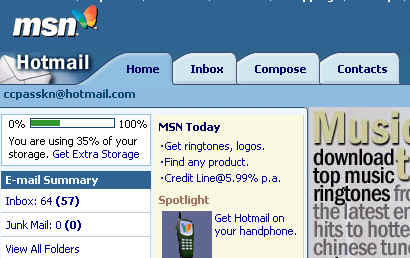 msn
Hotmail
Home
Inbox
Compose
Contacts
ccpasskn@hotmail.com
0%
100%
You are using 35% of your
storage. Get Extra Storage
E-mail Summary
Inbox: 64 (57)
Junk Mail: 0 (0)
View All Folders
MSN Today
·Get ringtones, logos.
·Find any product.
·Credit Line@5.99% p.a.
Spotlight
Get Hotmail on
your handphone.
Music
download
top music
ringtones from
the latest
hits to hotte
chinese tune